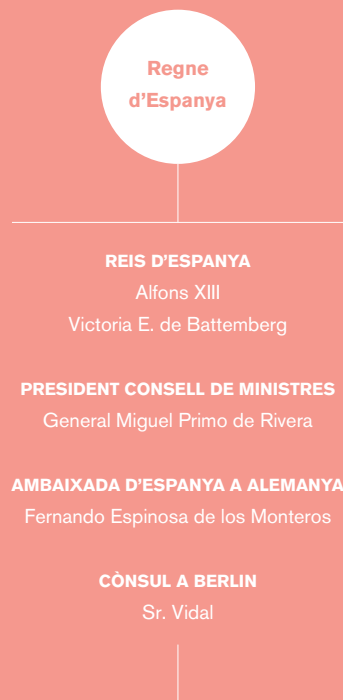 Regne
d'Espanya
REIS D'ESPANYA
Alfons XIII
Victoria E. de Battemberg
PRESIDENT CONSELL DE MINISTRES
General Miguel Primo de Rivera
AMBAIXADA D'ESPANYA A ALEMANYA
Fernando Espinosa de los Monteros
CÒNSUL A BERLIN
Sr. Vidal